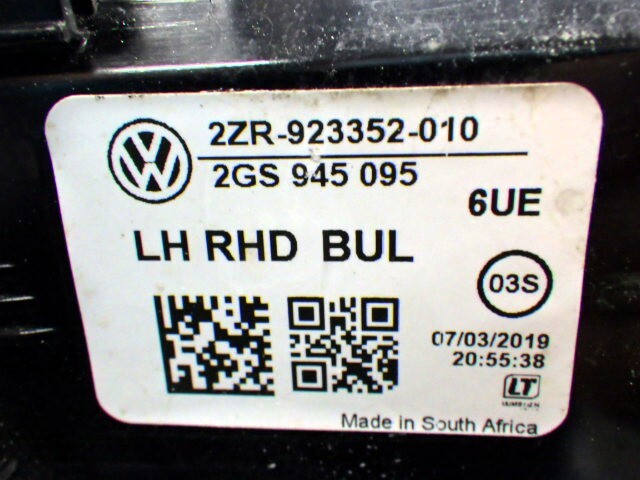 2ZR-923352-010
2GS 945 095
6UE
LH RHD BUL
03S
07/03/2019
20:55:38
LT
Made in South Africa